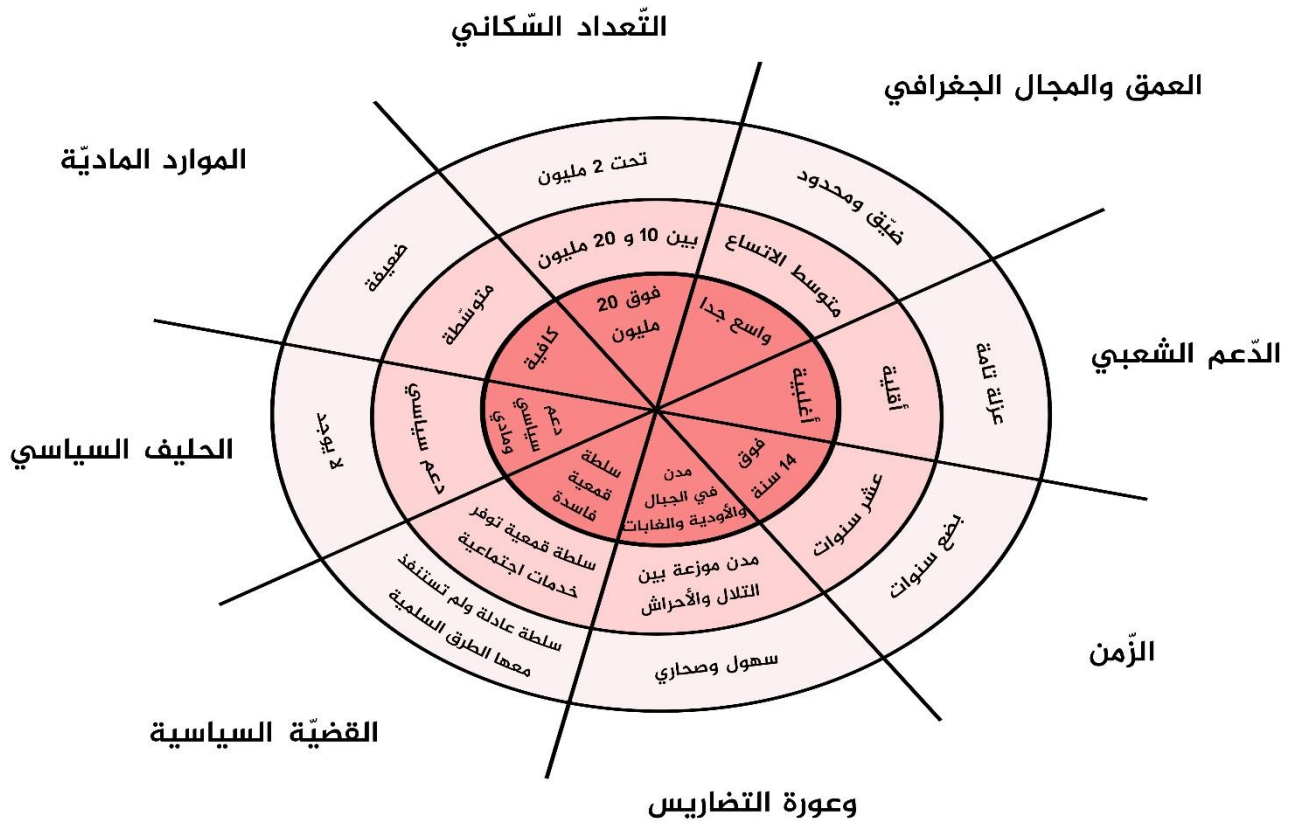 التّعداد السّكاني
تحت 2 مليون
بين 10 و 20 مليون
فوق 20
مليون
العمق والمجال الجغرافي
ضيّق ومحدود
متوسط الاتساع
واسع جدا
الدّعم الشعبي
عزلة تامة
أقلية
أغلبية
الزّمن
بضع سنوات
عشر سنوات
فوق
14 سنة
وعورة التضاريس
سهول وصحاري
مدن موزعة بين
التلال والأحراش
مدن
في الجبال
والأودية والغابات
القضيّة السياسية
سلطة عادلة ولم تستنفذ
معها الطرق السلمية
سلطة قمعية توفر
خدمات اجتماعية
سلطة
قمعية
فاسدة
الحليف السياسي
لا يوجد
دعم سياسي
دعم
سياسي
ومادي
الموارد الماديّة
ضعيفة
متوسّطة
كافية